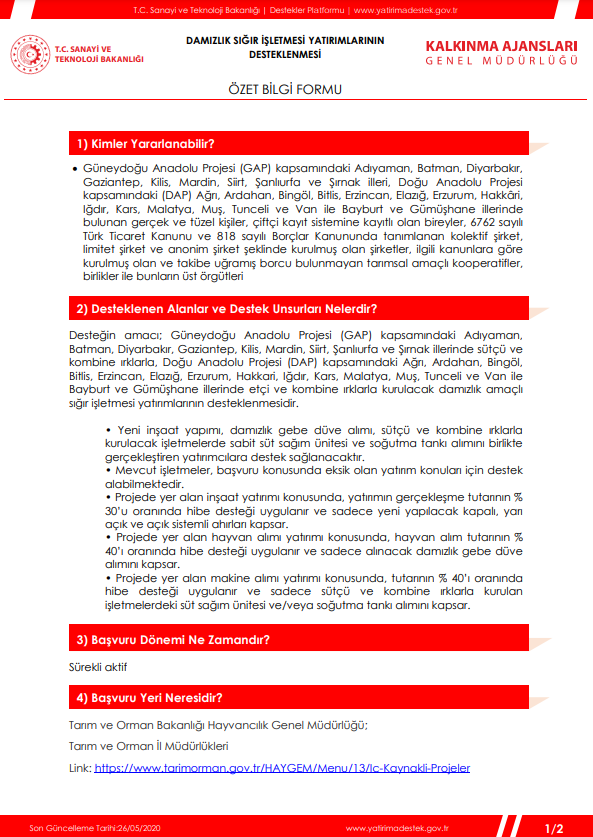 T.C. Sanayi ve Teknoloji Bakanlığı | Destekler Platformu | www.yatirimadestek.gov.tr
T.C. SANAYİ VE
TEKNOLOJİ BAKANLIĞI
DAMIZLIK SIĞIR İŞLETMESİ YATIRIMLARININ
DESTEKLENMESİ
KALKINMA AJANSLARI
GENEL MÜDÜRLÜĞÜ
ÖZET BİLGİ FORMU
1) Kimler Yararlanabilir?
• Güneydoğu Anadolu Projesi (GAP) kapsamındaki Adıyaman, Batman, Diyarbakır,
Gaziantep, Kilis, Mardin, Siirt, Şanlıurfa ve Şırnak illeri, Doğu Anadolu Projesi
kapsamındaki (DAP) Ağrı, Ardahan, Bingöl, Bitlis, Erzincan, Elazığ, Erzurum, Hakkâri,
Iğdır, Kars, Malatya, Muş, Tunceli ve Van ile Bayburt ve Gümüşhane illerinde
bulunan gerçek ve tüzel kişiler, çiftçi kayıt sistemine kayıtlı olan bireyler, 6762 sayılı
Türk Ticaret Kanunu ve 818 sayılı Borçlar Kanununda tanımlanan kolektif şirket,
limitet şirket ve anonim şirket şeklinde kurulmuş olan şirketler, ilgili kanunlara göre
kurulmuş olan ve takibe uğramış borcu bulunmayan tarımsal amaçlı kooperatifler,
birlikler ile bunların üst örgütleri
2) Desteklenen Alanlar ve Destek Unsurları Nelerdir?
Desteğin amacı; Güneydoğu Anadolu Projesi (GAP) kapsamındaki Adıyaman,
Batman, Diyarbakır, Gaziantep, Kilis, Mardin, Siirt, Şanlıurfa ve Şırnak illerinde sütçü ve
kombine ırklarla, Doğu Anadolu Projesi (DAP) kapsamındaki Ağrı, Ardahan, Bingöl,
Bitlis, Erzincan, Elazığ, Erzurum, Hakkari, Iğdır, Kars, Malatya, Muş, Tunceli ve Van ile
Bayburt ve Gümüşhane illerinde etçi ve kombine ırklarla kurulacak damızlık amaçlı
sığır işletmesi yatırımlarının desteklenmesidir.
• Yeni inşaat yapımı, damızlık gebe düve alımı, sütçü ve kombine ırklarla
kurulacak işletmelerde sabit süt sağım ünitesi ve soğutma tankı alımını birlikte
gerçekleştiren yatırımcılara destek sağlanacaktır.
• Mevcut işletmeler, başvuru konusunda eksik olan yatırım konuları için destek
alabilmektedir.
• Projede yer alan inşaat yatırımı konusunda, yatırımın gerçekleşme tutarının %
30'u oranında hibe desteği uygulanır ve sadece yeni yapılacak kapalı, yarı
açık ve açık sistemli ahırları kapsar.
• Projede yer alan hayvan alımı yatırımı konusunda, hayvan alım tutarının %
40'ı oranında hibe desteği uygulanır ve sadece alınacak damızlık gebe düve
alımını kapsar.
• Projede yer alan makine alımı yatırımı konusunda, tutarının % 40'ı oranında
hibe desteği uygulanır ve sadece sütçü ve kombine ırklarla kurulan
işletmelerdeki süt sağım ünitesi ve/veya soğutma tankı alımını kapsar.
3) Başvuru Dönemi Ne Zamandır?
Sürekli aktif
4) Başvuru Yeri Neresidir?
Tarım ve Orman Bakanlığı Hayvancılık Genel Müdürlüğü;
Tarım ve Orman İl Müdürlükleri
Link: https://www.tarimorman.gov.tr/HAYGEM/Menu/13/Ic-Kaynakli-Projeler
Son Güncelleme Tarihi:26/05/2020
www.yatirimadestek.gov.tr
1/2